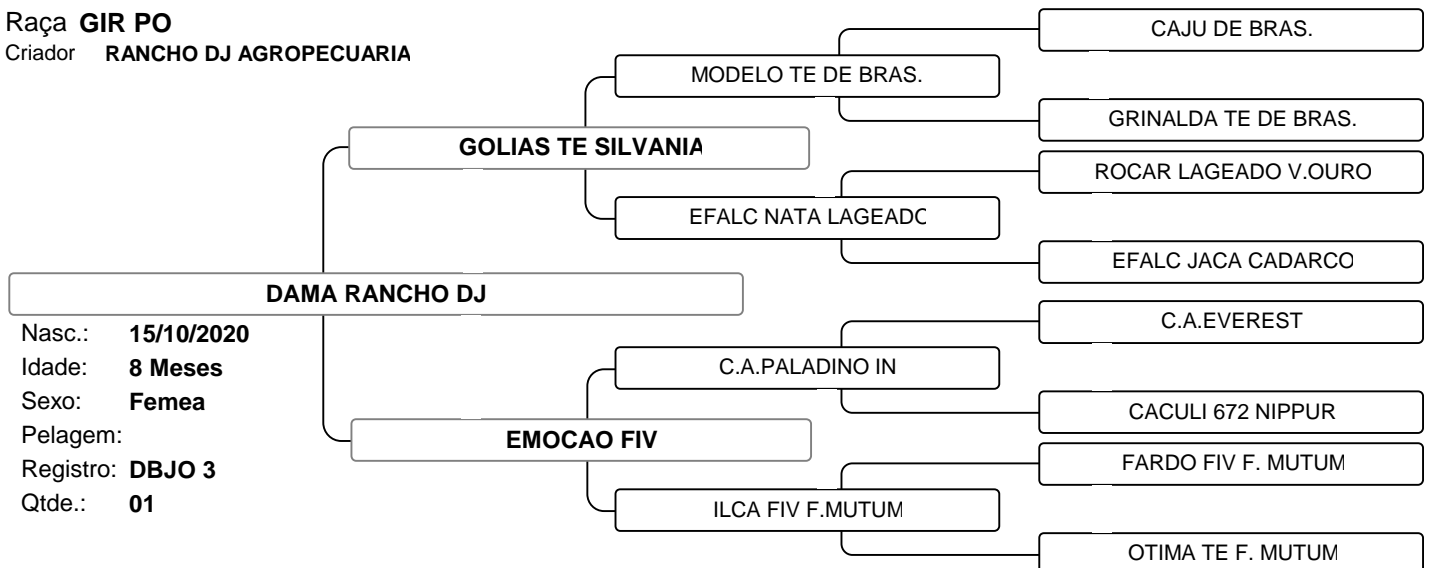 Raça GIR PO
Criador RANCHO DJ AGROPECUARIA
CAJU DE BRAS.
MODELO TE DE BRAS.
GRINALDA TE DE BRAS.
GOLIAS TE SILVANIA
ROCAR LAGEADO V.OURO
EFALC NATA LAGEADO
EFALC JACA CADARCO
DAMA RANCHO DJ
Nasc.: 15/10/2020
Idade: 8 Meses
Sexo: Femea
Pelagem:
Registro: DBJO 3
Qtde.: 01
C.A.EVEREST
C.A.PALADINO IN
CACULI 672 NIPPUR
EMOCAO FIV
FARDO FIV F. MUTUM
ILCA FIV F.MUTUM
OTIMA TE F. MUTUM